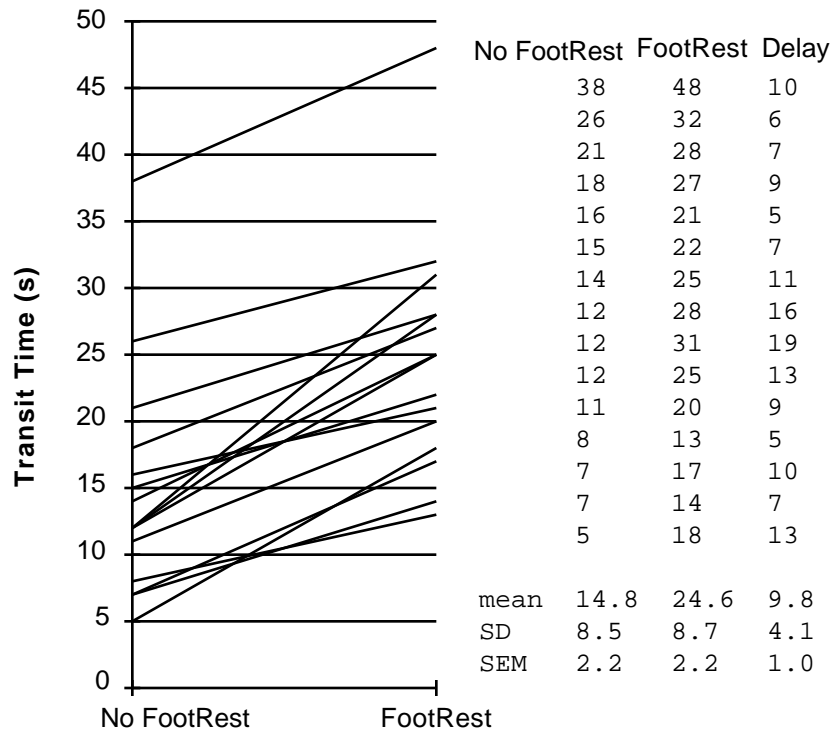 50
45
40
35
30
25
20
15
10
5
0
Transit Time (s)
No FootRest FootRest
No FootRest FootRest Delay
38 48 10
26 32 6
21 28 7
18 27 9
16 21 5
15 22 7
14 25 11
12 28 16
12 31 19
12 25 13
11 20 9
8 13 5
7 17 10
7 14 7
5 18 13
mean 14.8 24.6 9.8
SD 8.5 8.7 4.1
SEM 2.2 2.2 1.0